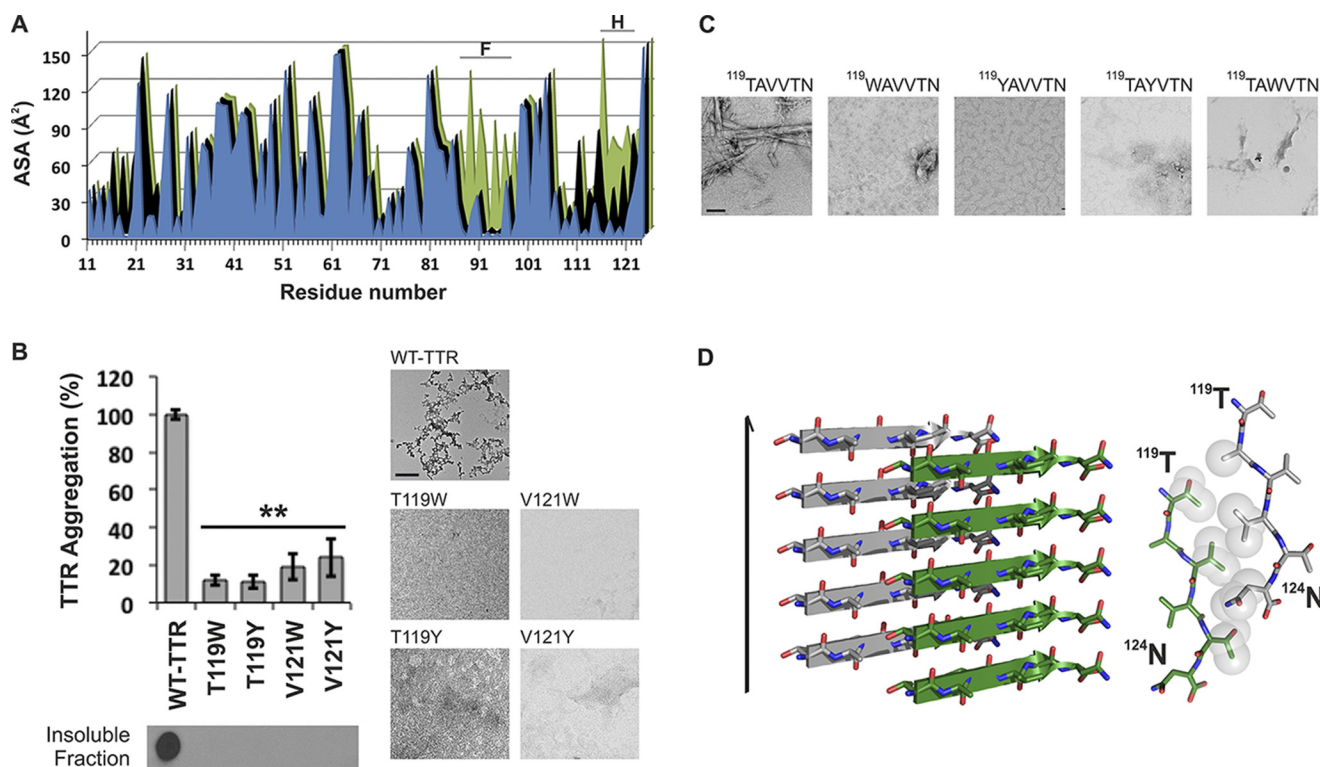 A
ASA (Å²)
150
120
90
60
30
0
F
H
11 21 31 41 51 61 71 81 91 101 111 121
Residue number
B
TTR Aggregation (%)
120
100
80
60
40
20
0
**
WT-TTR
T119W
T119Y
V121W
V121Y
Insoluble
Fraction
WT-TTR
T119W V121W
T119Y V121Y
C
¹¹⁹TAVVTN ¹¹⁹WAVVTN ¹¹⁹YAVVTN ¹¹⁹TAYVTN ¹¹⁹TAWVTN
D
¹¹⁹T
¹¹⁹T
¹²⁴N
¹²⁴N